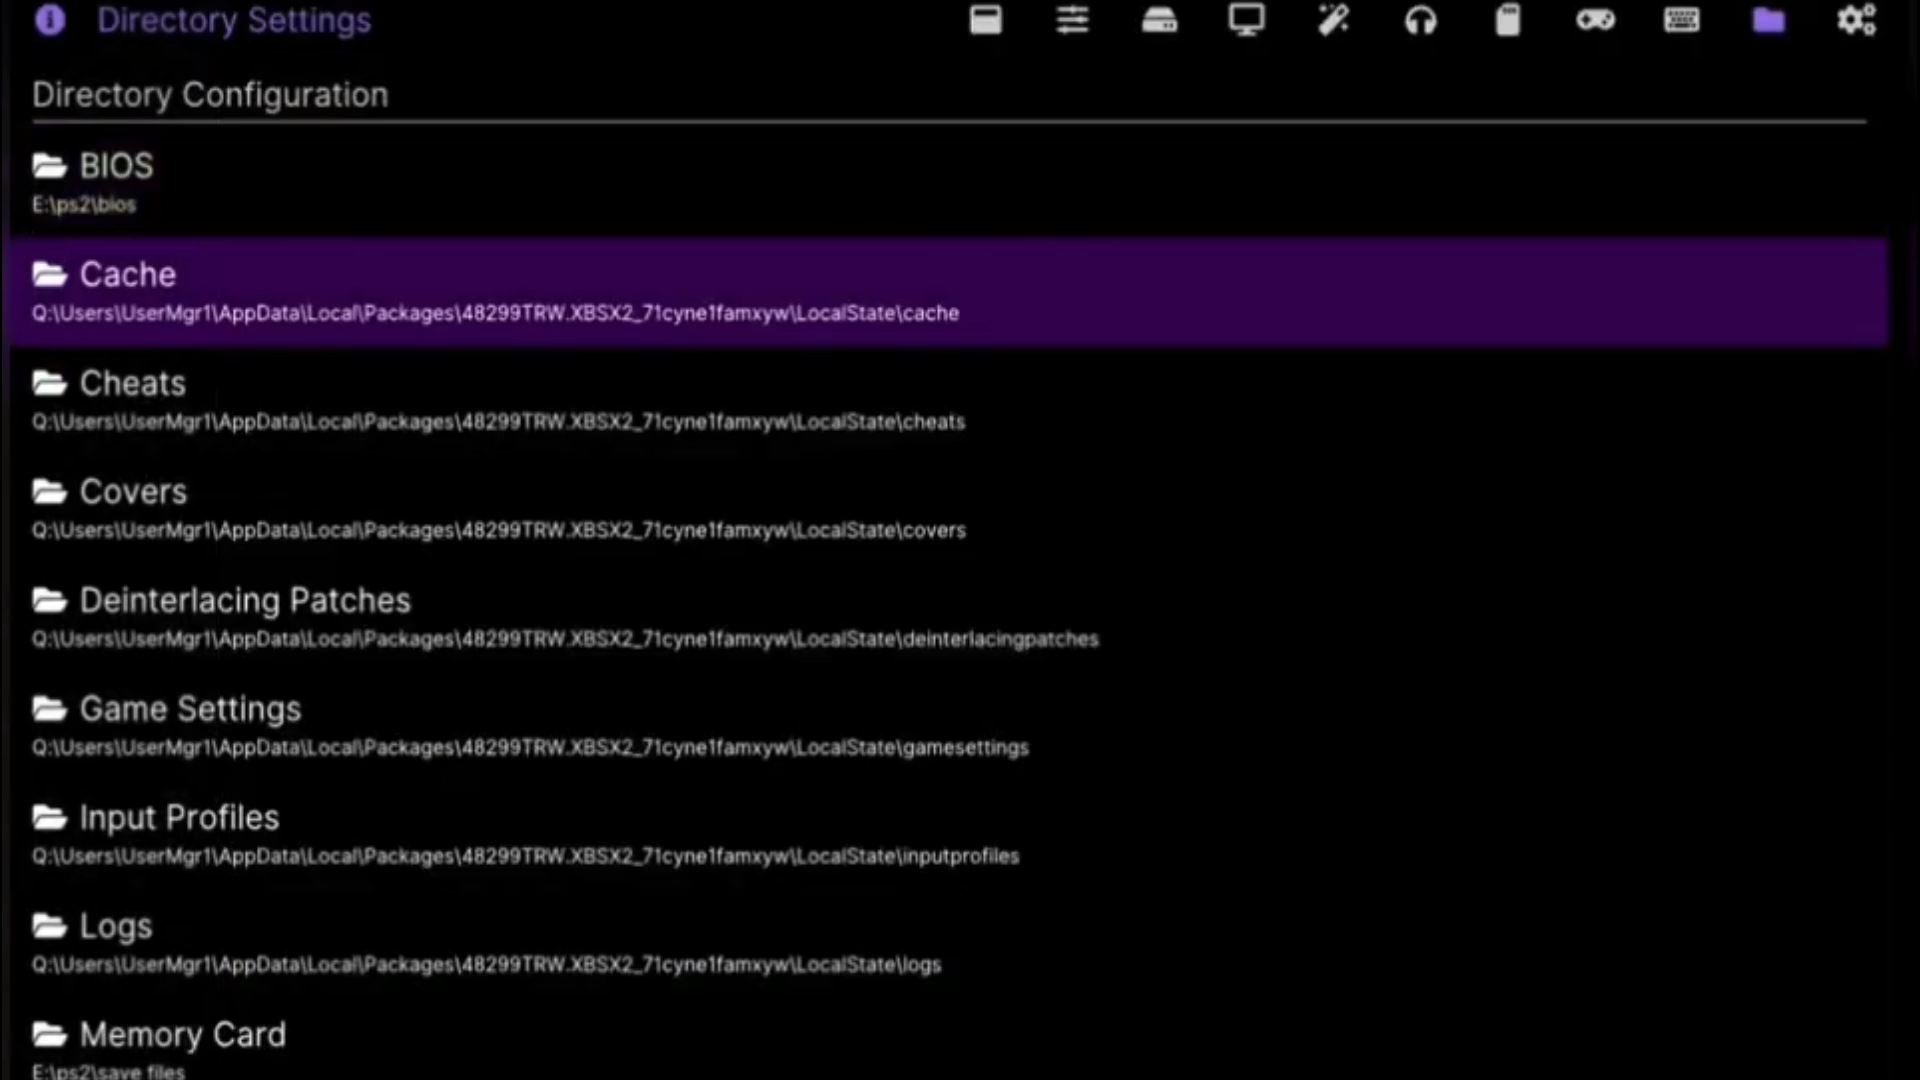 Directory Settings
Directory Configuration
BIOS
E:\ps2\bios
Cache
Q:\Users\UserMgr1\AppData\Local\Packages\48299TRW.XBSX2_71cyne1famxyw\LocalState\cache
Cheats
Q:\Users\UserMgr1\AppData\Local\Packages\48299TRW.XBSX2_71cyne1famxyw\LocalState\cheats
Covers
Q:\Users\UserMgr1\AppData\Local\Packages\48299TRW.XBSX2_71cyne1famxyw\LocalState\covers
Deinterlacing Patches
Q:\Users\UserMgr1\AppData\Local\Packages\48299TRW.XBSX2_71cyne1famxyw\LocalState\deinterlacingpatches
Game Settings
Q:\Users\UserMgr1\AppData\Local\Packages\48299TRW.XBSX2_71cyne1famxyw\LocalState\gamesettings
Input Profiles
Q:\Users\UserMgr1\AppData\Local\Packages\48299TRW.XBSX2_71cyne1famxyw\LocalState\inputprofiles
Logs
Q:\Users\UserMgr1\AppData\Local\Packages\48299TRW.XBSX2_71cyne1famxyw\LocalState\logs
Memory Card
E:\ps2\save files